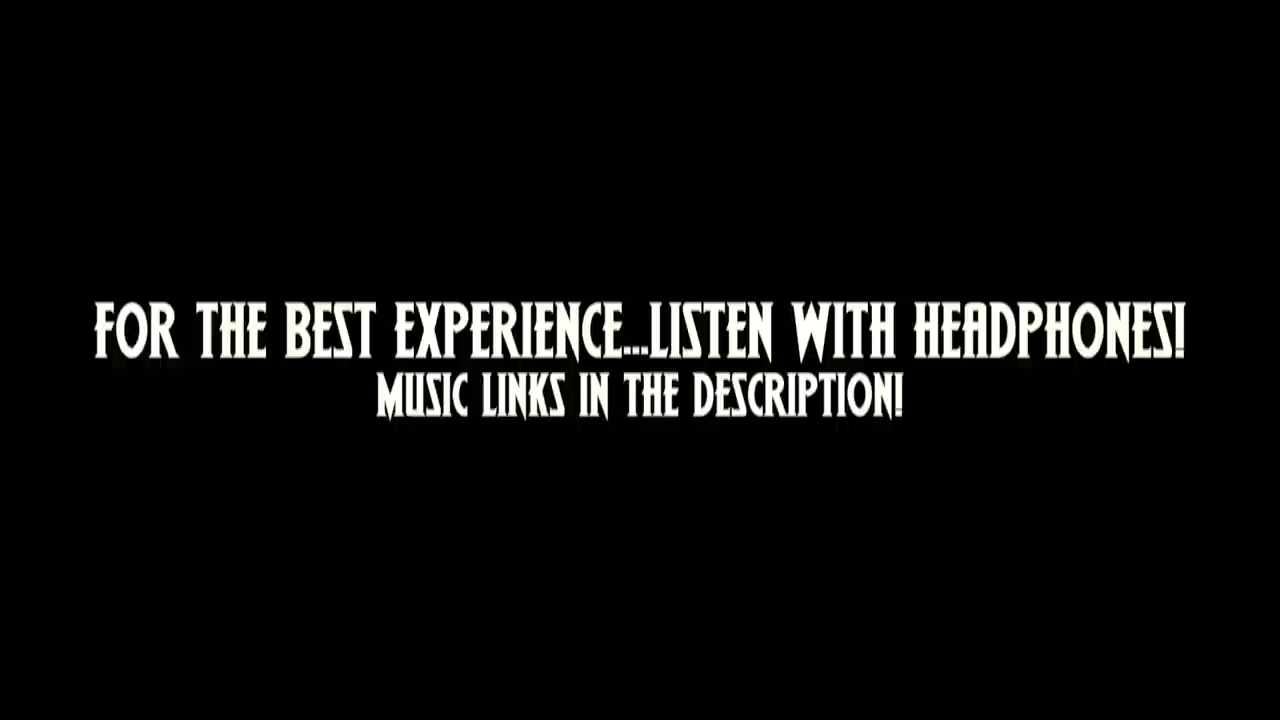 FOR THE BEST EXPERIENCE...LISTEN WITH HEADPHONES!
MUSIC LINKS IN THE DESCRIPTION!